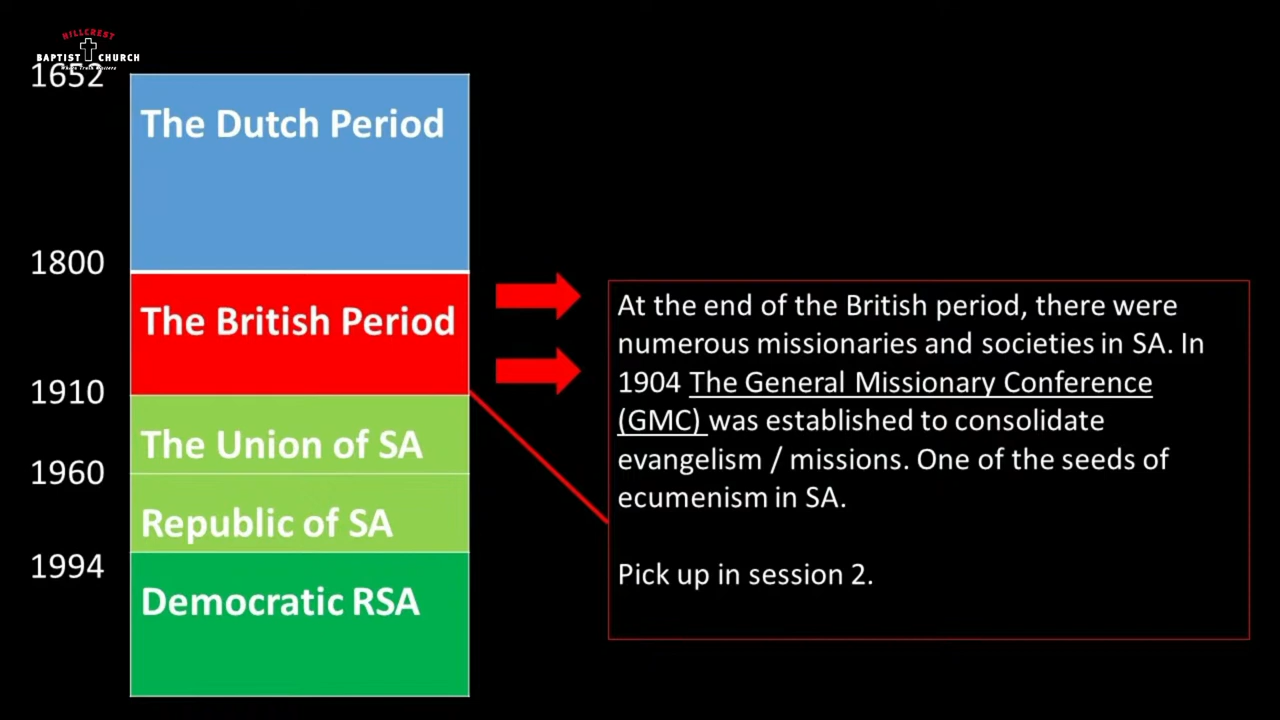 HILLCREST
BAPTIST CHURCH
Where Truth Matters
1652
The Dutch Period
1800
The British Period
1910
The Union of SA
1960
Republic of SA
1994
Democratic RSA
At the end of the British period, there were
numerous missionaries and societies in SA. In
1904 The General Missionary Conference
(GMC) was established to consolidate
evangelism / missions. One of the seeds of
ecumenism in SA.
Pick up in session 2.